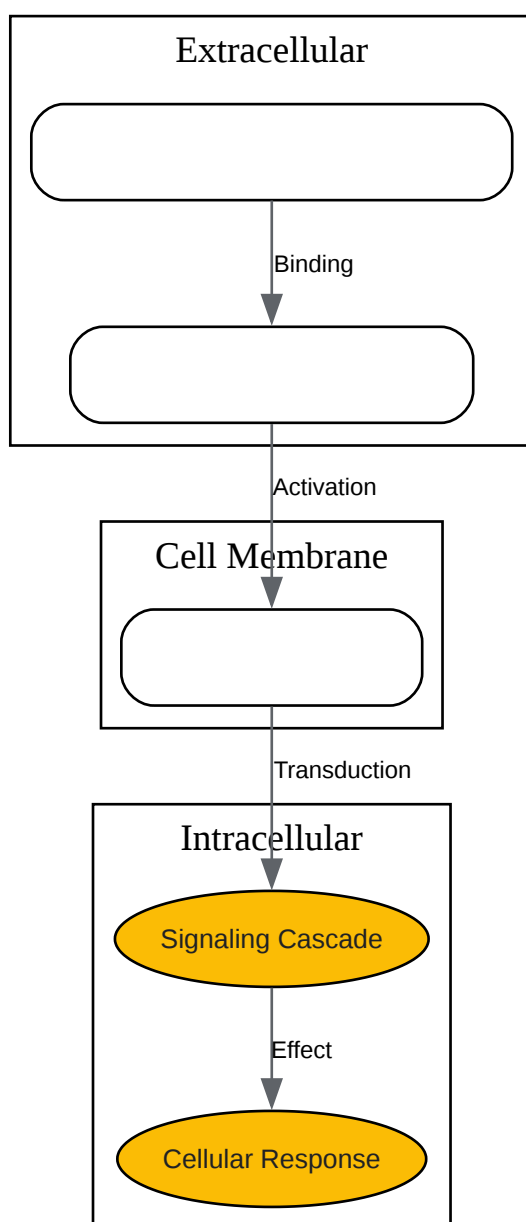 Extracellular
Binding
Activation
Cell Membrane
Transduction
Intracellular
Signaling Cascade
Effect
Cellular Response